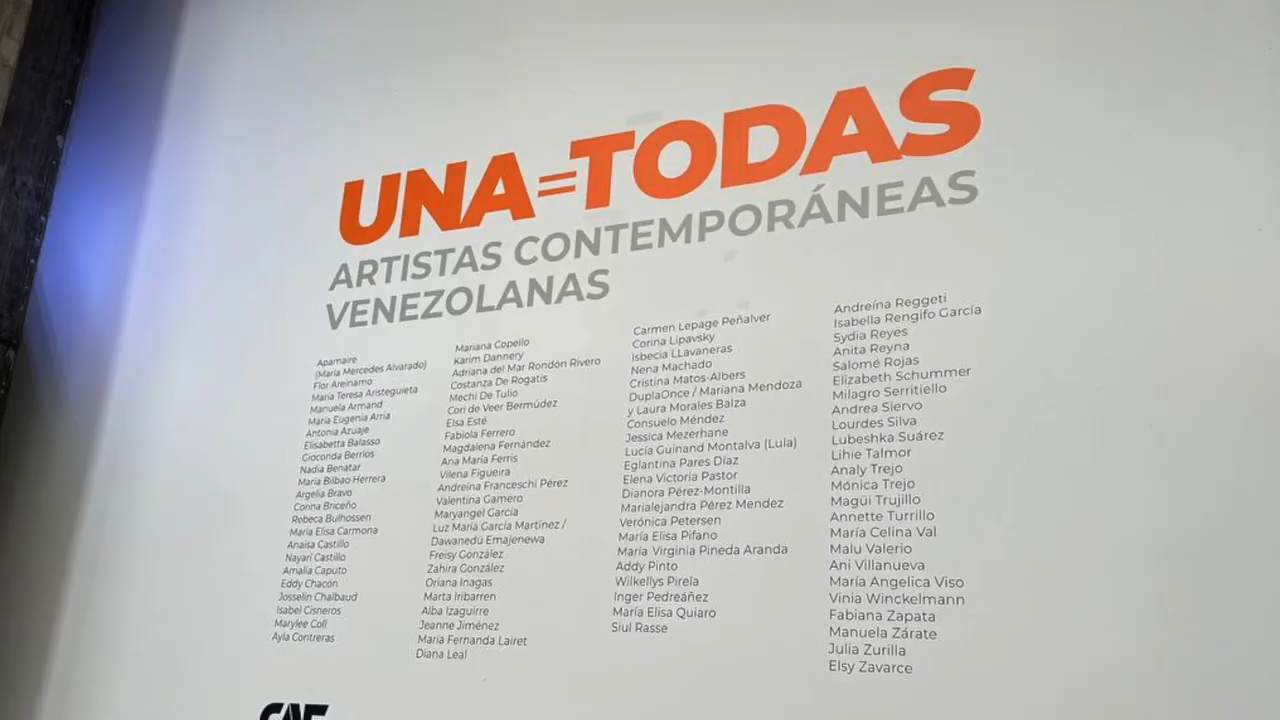 UNA=TODAS
ARTISTAS CONTEMPORÁNEAS
VENEZOLANAS
Apamaire
(María Mercedes Alvarado)
Flor Areinamo
María Teresa Aristeguieta
Manuela Armand
María Eugenia Arria
Antonia Azuaje
Elisabetta Balasso
Gioconda Berrios
Nadia Benatar
María Bilbao Herrera
Argelia Bravo
Corina Briceño
Rebeca Bulhossen
María Elisa Carmona
Anaisa Castillo
Nayarí Castillo
Amalia Caputo
Eddy Chacón
Josselin Chalbaud
Isabel Cisneros
Marylee Coll
Ayla Contreras
Mariana Copello
Karim Dannery
Adriana del Mar Rondón Rivero
Costanza De Rogatis
Mechi De Tulio
Cori de Veer Bermúdez
Elsa Esté
Fabiola Ferrero
Magdalena Fernández
Ana María Ferris
Vilena Figueira
Andreína Franceschi Pérez
Valentina Gamero
Maryangel García
Luz María García Martínez /
Dawanedü Emajenewa
Freisy González
Zahira González
Oriana Inagas
Marta Iribarren
Alba Izaguirre
Jeanne Jiménez
María Fernanda Lairet
Diana Leal
Carmen Lepage Peñalver
Corina Lipavsky
Isbecia LLavaneras
Nena Machado
Cristina Matos-Albers
DuplaOnce / Mariana Mendoza
y Laura Morales Balza
Consuelo Méndez
Jessica Mezerhane
Lucía Guinand Montalva (Lula)
Eglantina Pares Díaz
Elena Victoria Pastor
Dianora Pérez-Montilla
Marialejandra Pérez Mendez
Verónica Petersen
María Elisa Pifano
María Virginia Pineda Aranda
Addy Pinto
Wilkellys Pirela
Inger Pedreáñez
María Elisa Quiaro
Siul Rasse
Andreína Reggeti
Isabella Rengifo García
Sydia Reyes
Anita Reyna
Salomé Rojas
Elizabeth Schummer
Milagro Serritiello
Andrea Siervo
Lourdes Silva
Lubeshka Suárez
Lihie Talmor
Analy Trejo
Mónica Trejo
Magüi Trujillo
Annette Turrillo
María Celina Val
Malu Valerio
Ani Villanueva
María Angelica Viso
Vinia Winckelmann
Fabiana Zapata
Manuela Zárate
Julia Zurilla
Elsy Zavarce